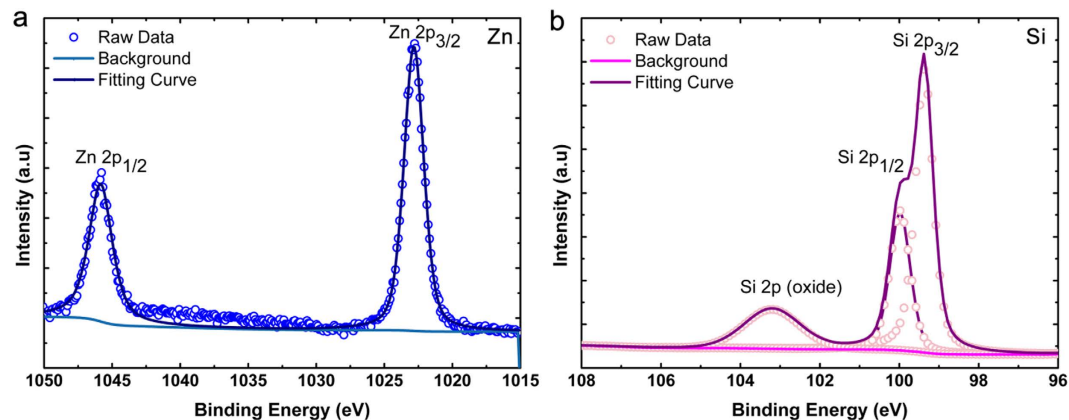 a
Raw Data
Background
Fitting Curve
Zn 2p3/2
Zn
Zn 2p1/2
Intensity (a.u)
1050 1045 1040 1035 1030 1025 1020 1015
Binding Energy (eV)
b
Raw Data
Background
Fitting Curve
Si 2p3/2
Si
Si 2p1/2
Si 2p (oxide)
Intensity (a.u)
108 106 104 102 100 98 96
Binding Energy (eV)